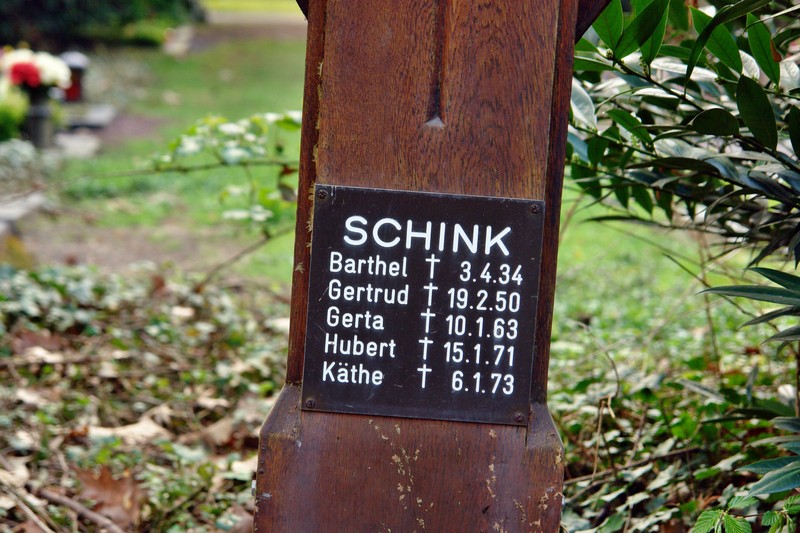 SCHINK
Barthel † 3.4.34
Gertrud † 19.2.50
Gerta † 10.1.63
Hubert † 15.1.71
Käthe † 6.1.73